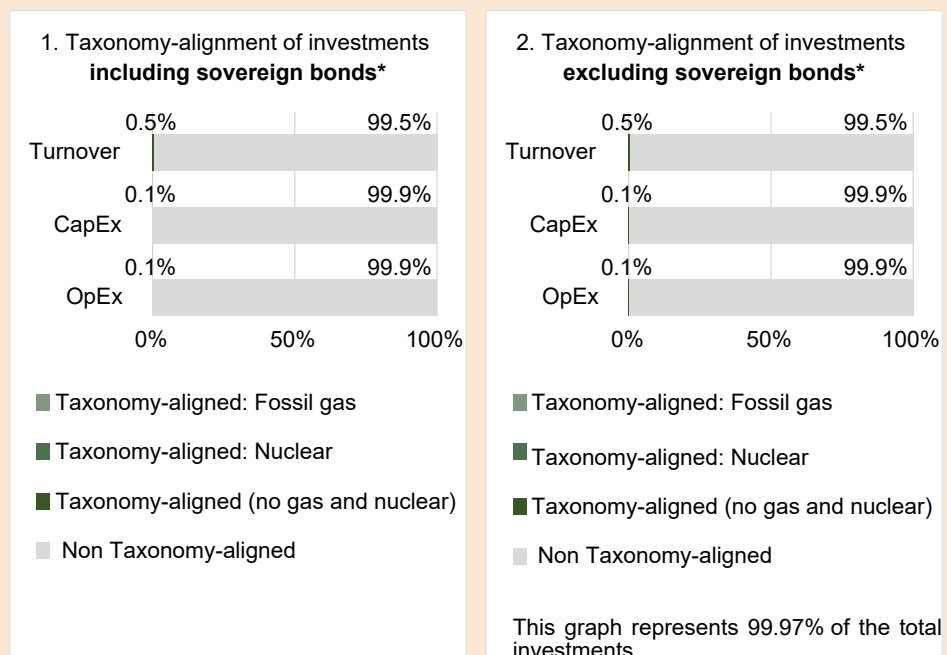 1. Taxonomy-alignment of investments
including sovereign bonds*
0.5% 99.5%
Turnover
0.1% 99.9%
CapEx
0.1% 99.9%
OpEx
0% 50% 100%
Taxonomy-aligned: Fossil gas
Taxonomy-aligned: Nuclear
Taxonomy-aligned (no gas and nuclear)
Non Taxonomy-aligned
2. Taxonomy-alignment of investments
excluding sovereign bonds*
0.5% 99.5%
Turnover
0.1% 99.9%
CapEx
0.1% 99.9%
OpEx
0% 50% 100%
Taxonomy-aligned: Fossil gas
Taxonomy-aligned: Nuclear
Taxonomy-aligned (no gas and nuclear)
Non Taxonomy-aligned
This graph represents 99.97% of the total
investments